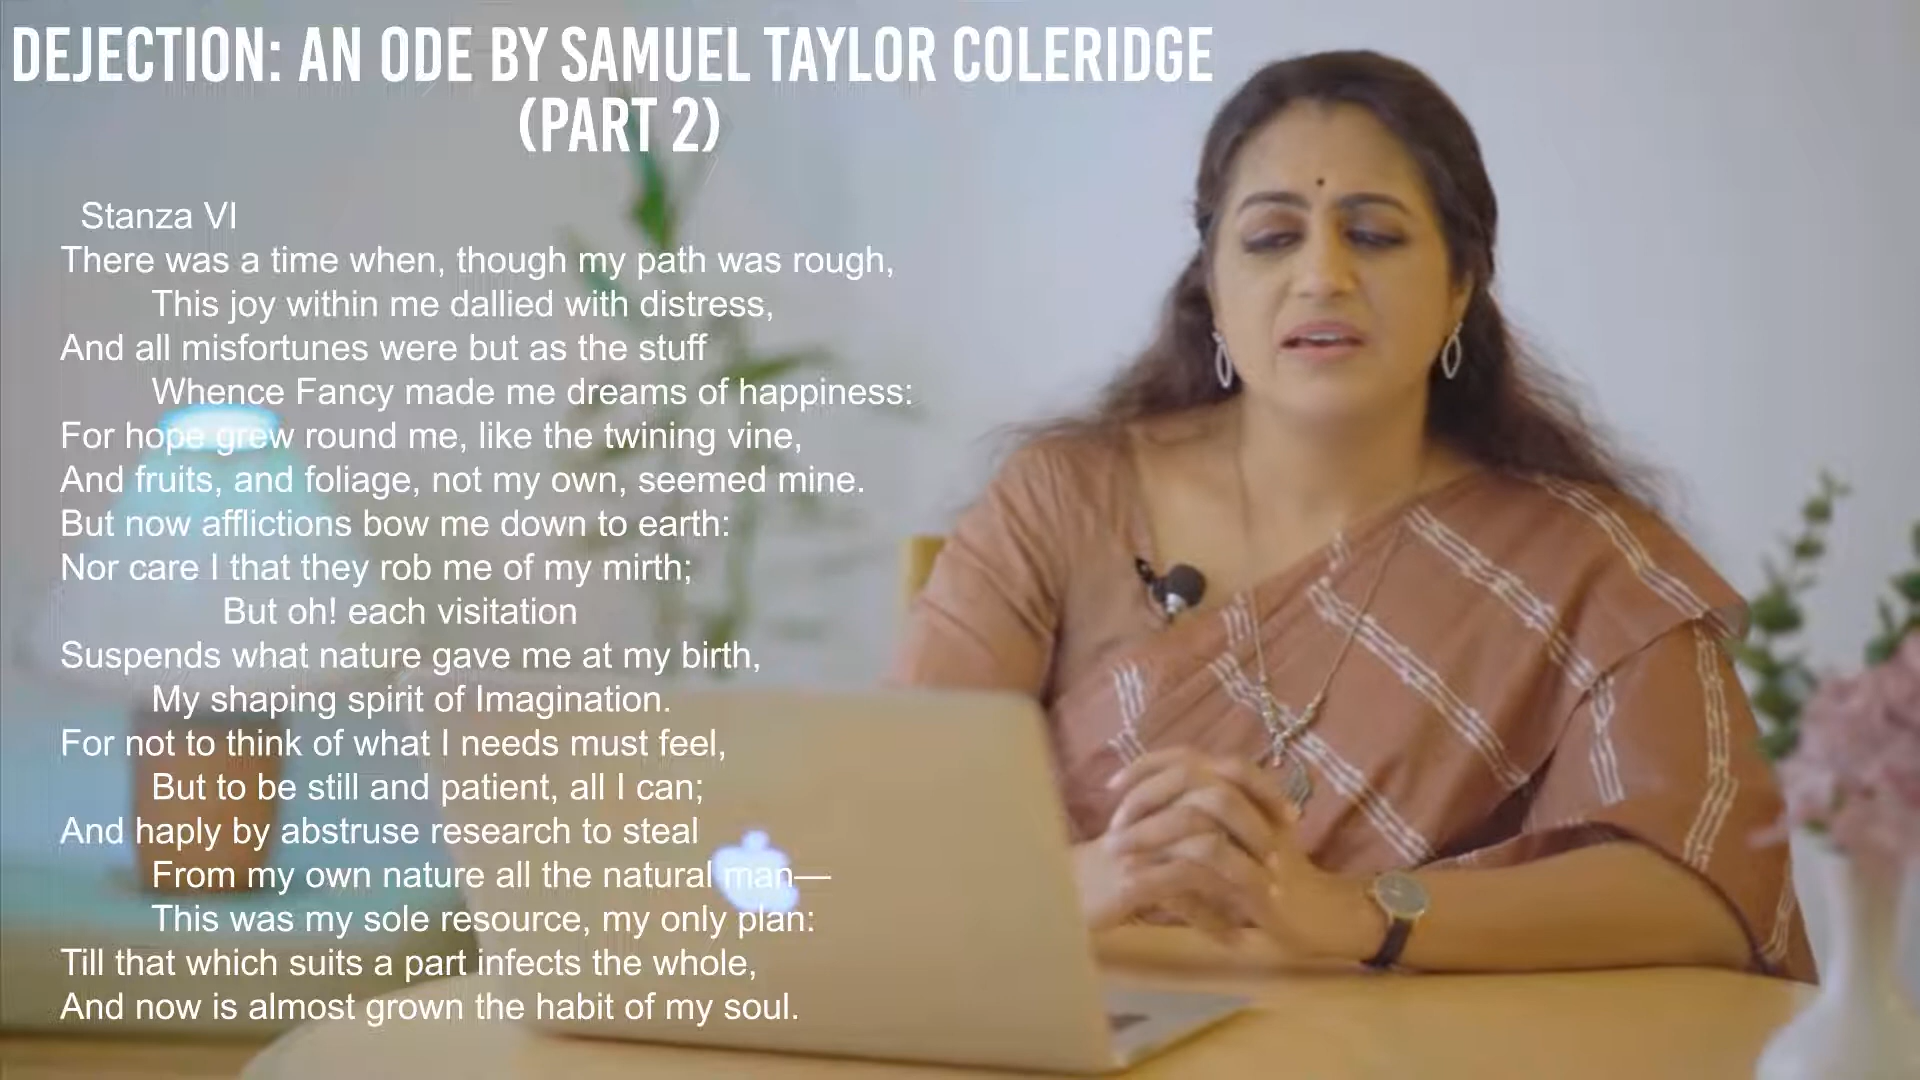 DEJECTION: AN ODE BY SAMUEL TAYLOR COLERIDGE
(PART 2)
Stanza VI
There was a time when, though my path was rough,
This joy within me dallied with distress,
And all misfortunes were but as the stuff
Whence Fancy made me dreams of happiness:
For hope grew round me, like the twining vine,
And fruits, and foliage, not my own, seemed mine.
But now afflictions bow me down to earth:
Nor care I that they rob me of my mirth;
But oh! each visitation
Suspends what nature gave me at my birth,
My shaping spirit of Imagination.
For not to think of what I needs must feel,
But to be still and patient, all I can;
And haply by abstruse research to steal
From my own nature all the natural man—
This was my sole resource, my only plan:
Till that which suits a part infects the whole,
And now is almost grown the habit of my soul.